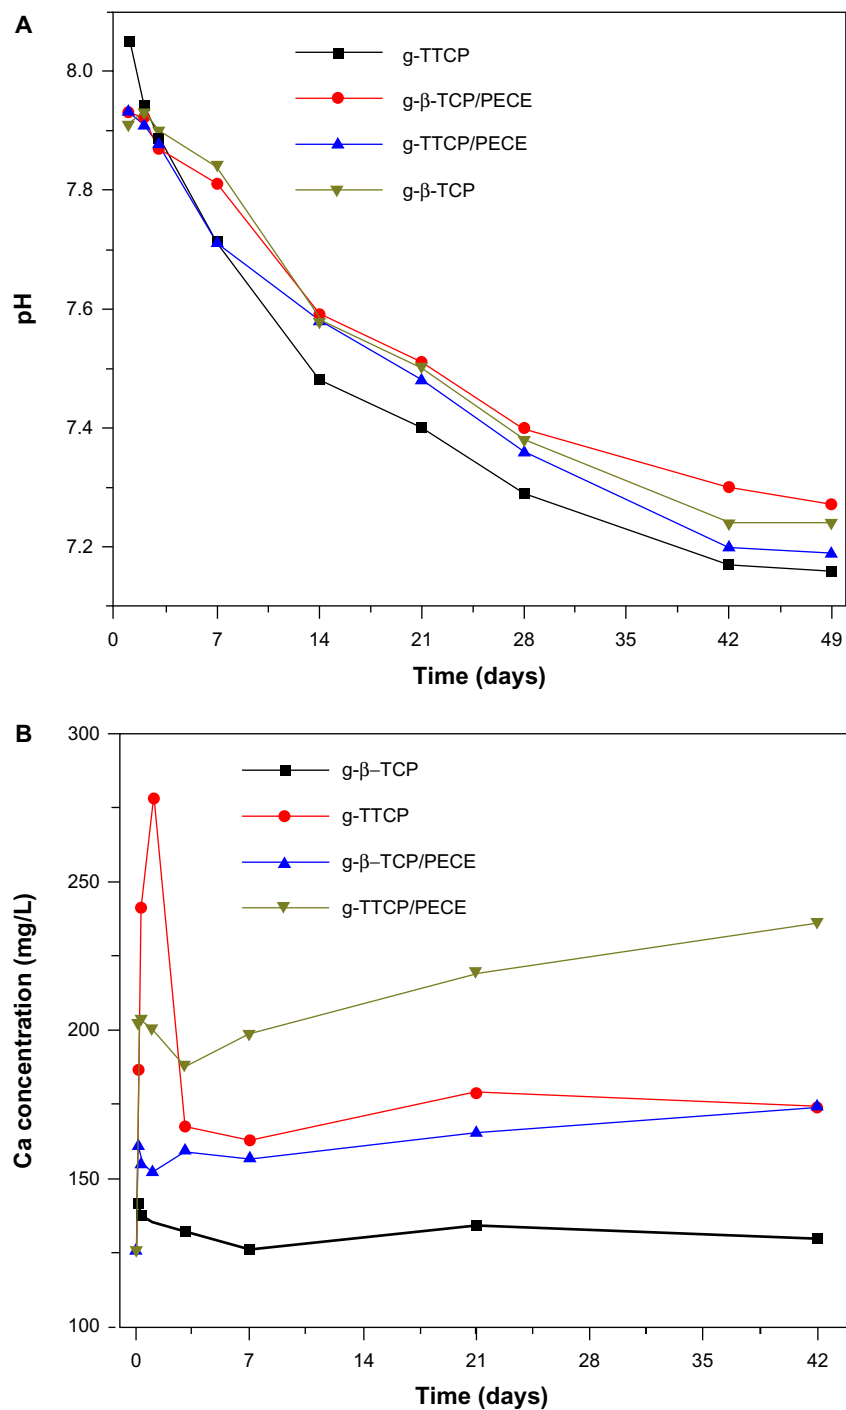 A
8.0
7.8
7.6
7.4
7.2
pH
g-TTCP
g-β-TCP/PECE
g-TTCP/PECE
g-β-TCP
0 7 14 21 28 35 42 49
Time (days)
B
300
250
200
150
100
Ca concentration (mg/L)
g-β–TCP
g-TTCP
g-β–TCP/PECE
g-TTCP/PECE
0 7 14 21 28 35 42
Time (days)